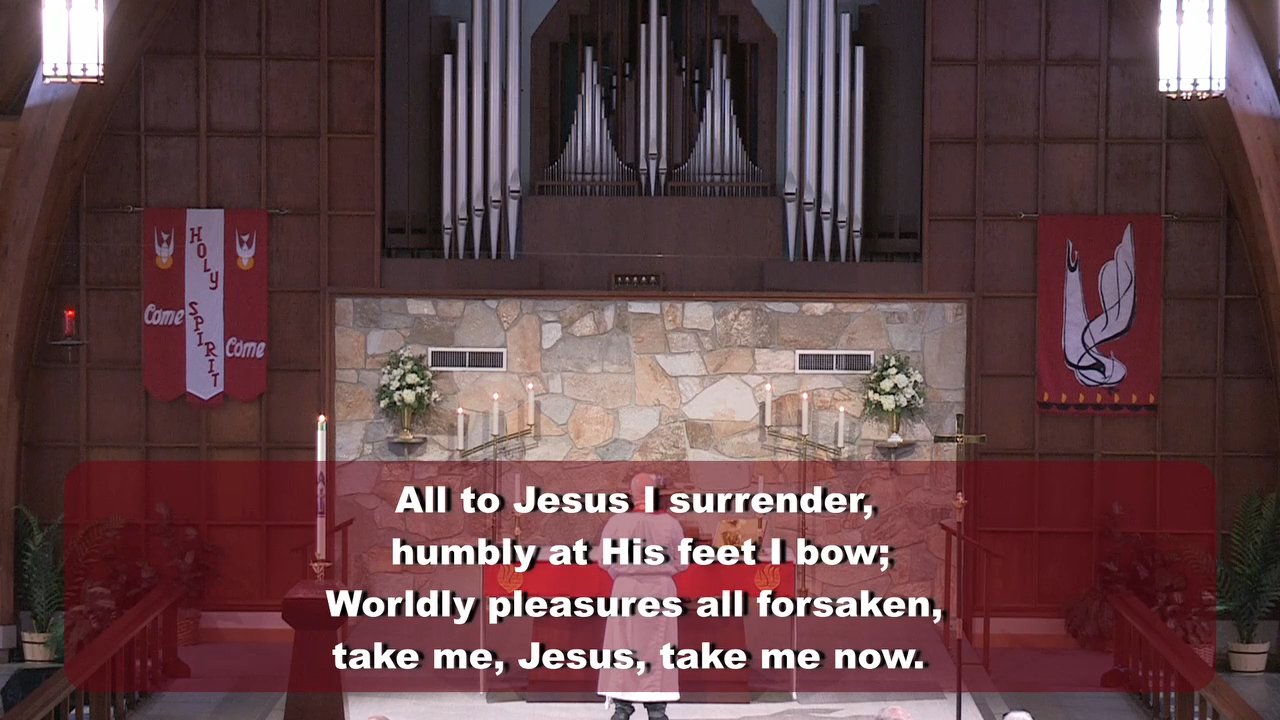 HOLY
SPIRIT
Come
Come
All to Jesus I surrender,
humbly at His feet I bow;
Worldly pleasures all forsaken,
take me, Jesus, take me now.